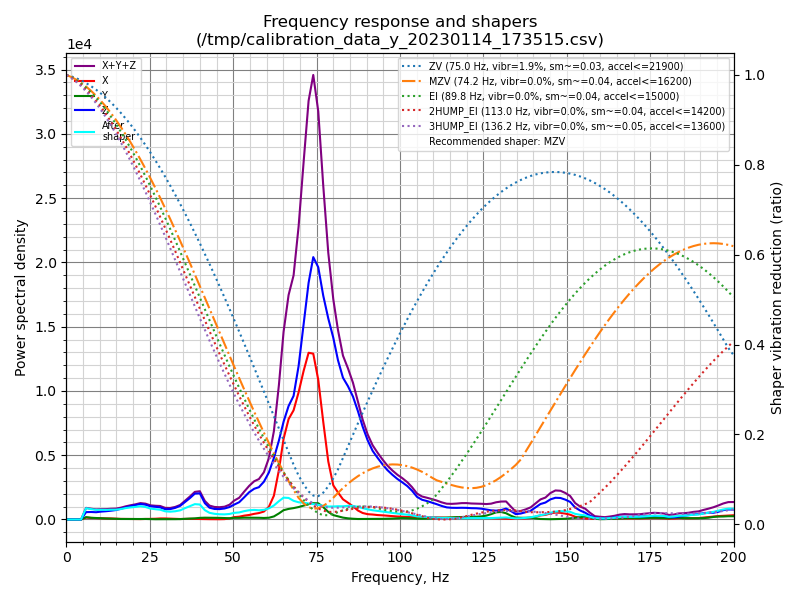 Frequency response and shapers
(/tmp/calibration_data_y_20230114_173515.csv)
1e4
X+Y+Z
X
Y
Z
After
shaper
ZV (75.0 Hz, vibr=1.9%, sm~=0.03, accel<=21900)
MZV (74.2 Hz, vibr=0.0%, sm~=0.04, accel<=16200)
EI (89.8 Hz, vibr=0.0%, sm~=0.04, accel<=15000)
2HUMP_EI (113.0 Hz, vibr=0.0%, sm~=0.04, accel<=14200)
3HUMP_EI (136.2 Hz, vibr=0.0%, sm~=0.05, accel<=13600)
Recommended shaper: MZV
Power spectral density
3.5
3.0
2.5
2.0
1.5
1.0
0.5
0.0
1.0
0.8
0.6
0.4
0.2
0.0
Shaper vibration reduction (ratio)
0 25 50 75 100 125 150 175 200
Frequency, Hz